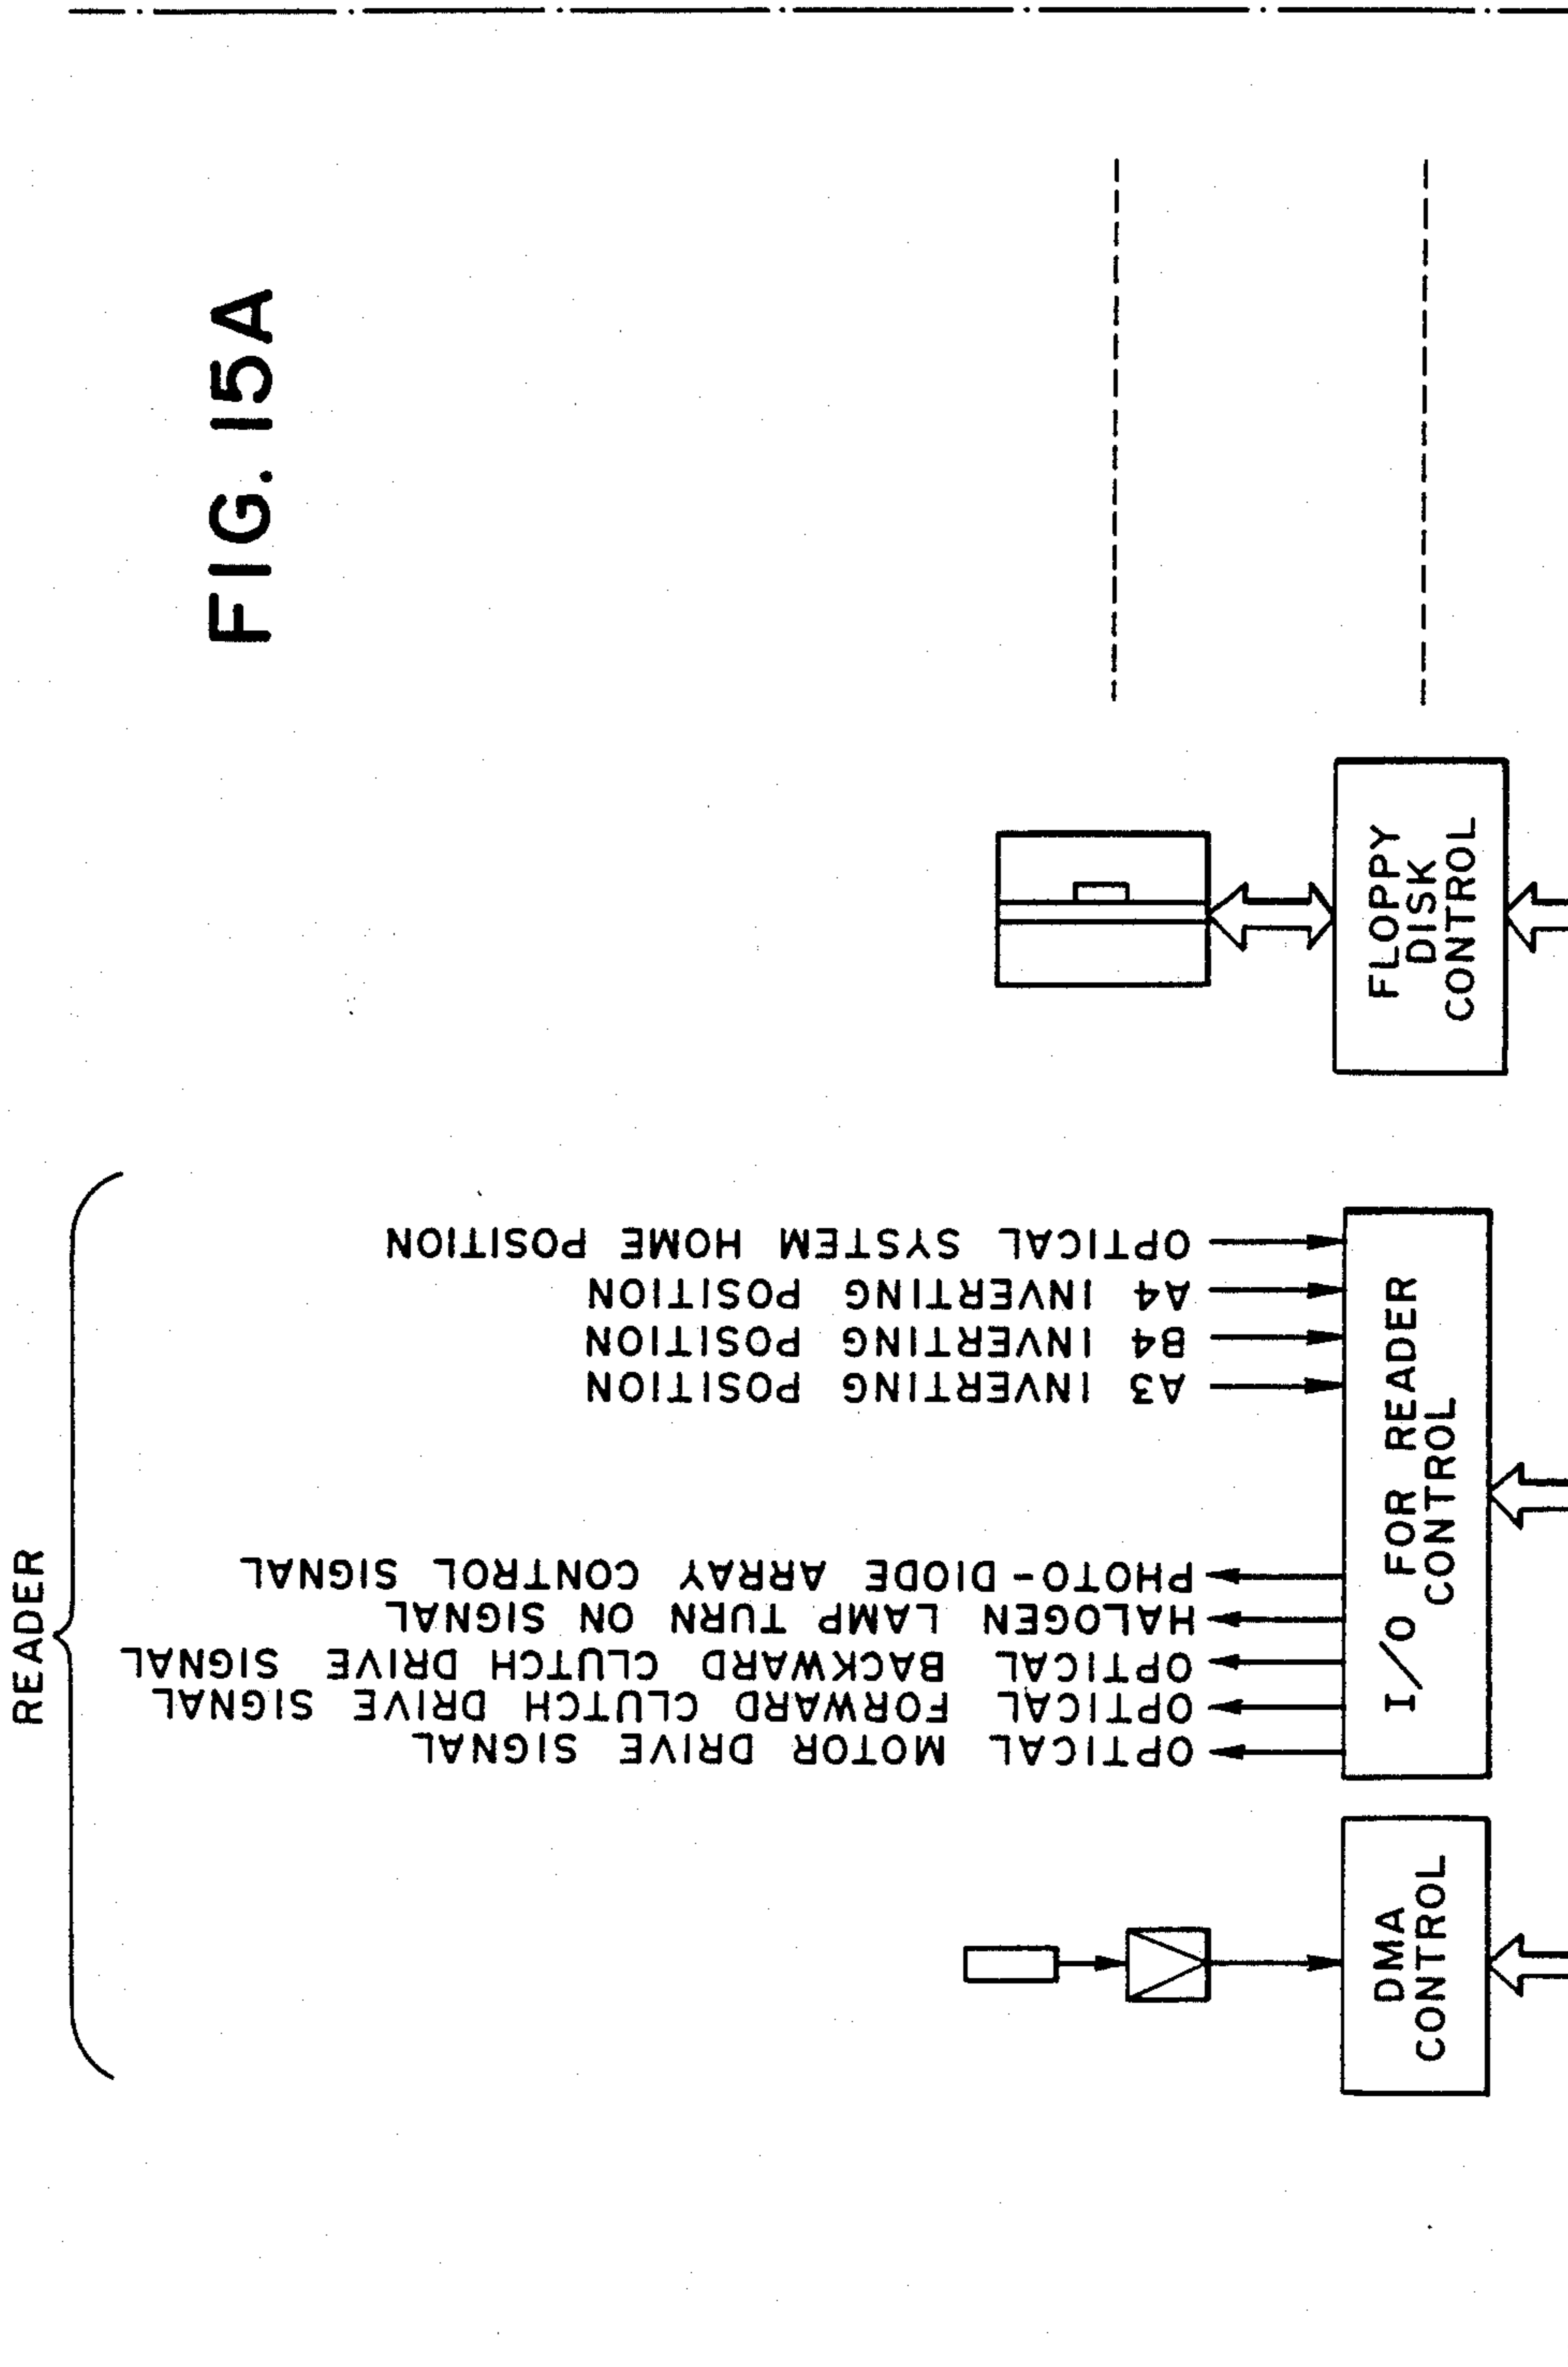 FIG. 15A
READER
OPTICAL MOTOR DRIVE SIGNAL
OPTICAL FORWARD CLUTCH DRIVE SIGNAL
OPTICAL BACKWARD CLUTCH DRIVE SIGNAL
HALOGEN LAMP TURN ON SIGNAL
PHOTO-DIODE ARRAY CONTROL SIGNAL
A3 INVERTING POSITION
B4 INVERTING POSITION
A4 INVERTING POSITION
OPTICAL SYSTEM HOME POSITION
DMA
CONTROL
I/O FOR READER
CONTROL
FLOPPY
DISK
CONTROL